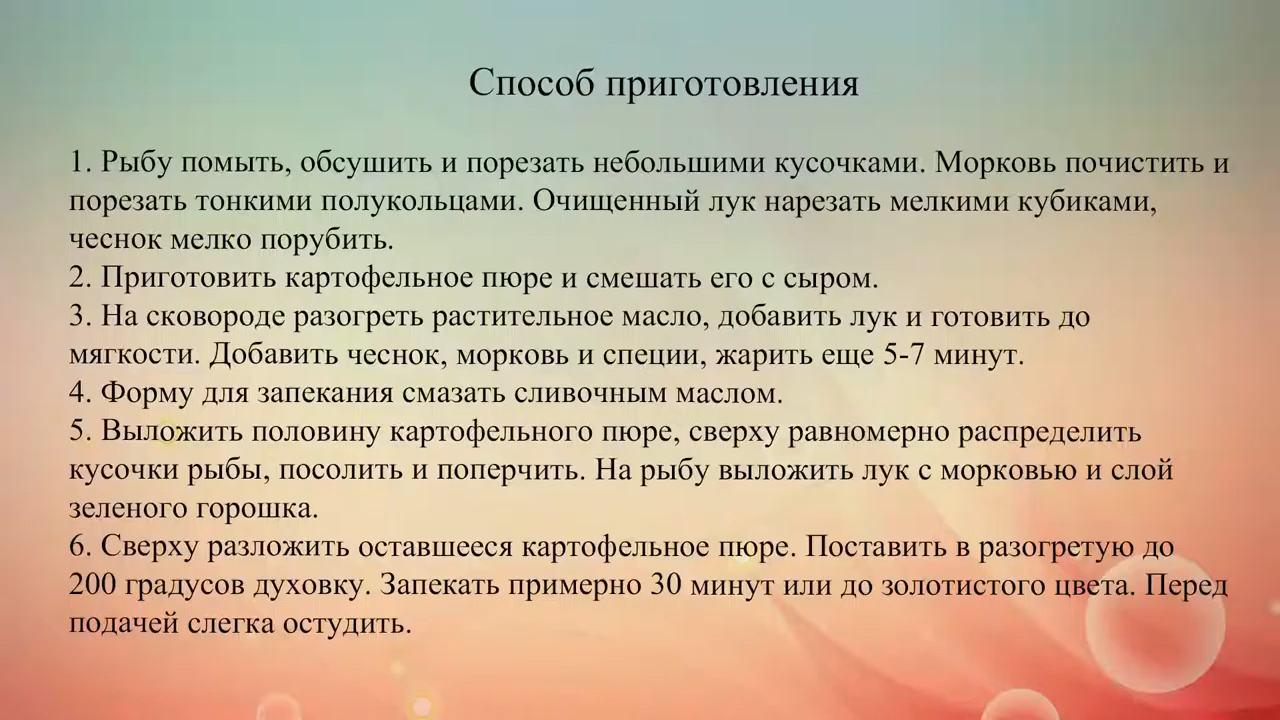 Способ приготовления
1. Рыбу помыть, обсушить и порезать небольшими кусочками. Морковь почистить и
порезать тонкими полукольцами. Очищенный лук нарезать мелкими кубиками,
чеснок мелко порубить.
2. Приготовить картофельное пюре и смешать его с сыром.
3. На сковороде разогреть растительное масло, добавить лук и готовить до
мягкости. Добавить чеснок, морковь и специи, жарить еще 5-7 минут.
4. Форму для запекания смазать сливочным маслом.
5. Выложить половину картофельного пюре, сверху равномерно распределить
кусочки рыбы, посолить и поперчить. На рыбу выложить лук с морковью и слой
зеленого горошка.
6. Сверху разложить оставшееся картофельное пюре. Поставить в разогретую до
200 градусов духовку. Запекать примерно 30 минут или до золотистого цвета. Перед
подачей слегка остудить.